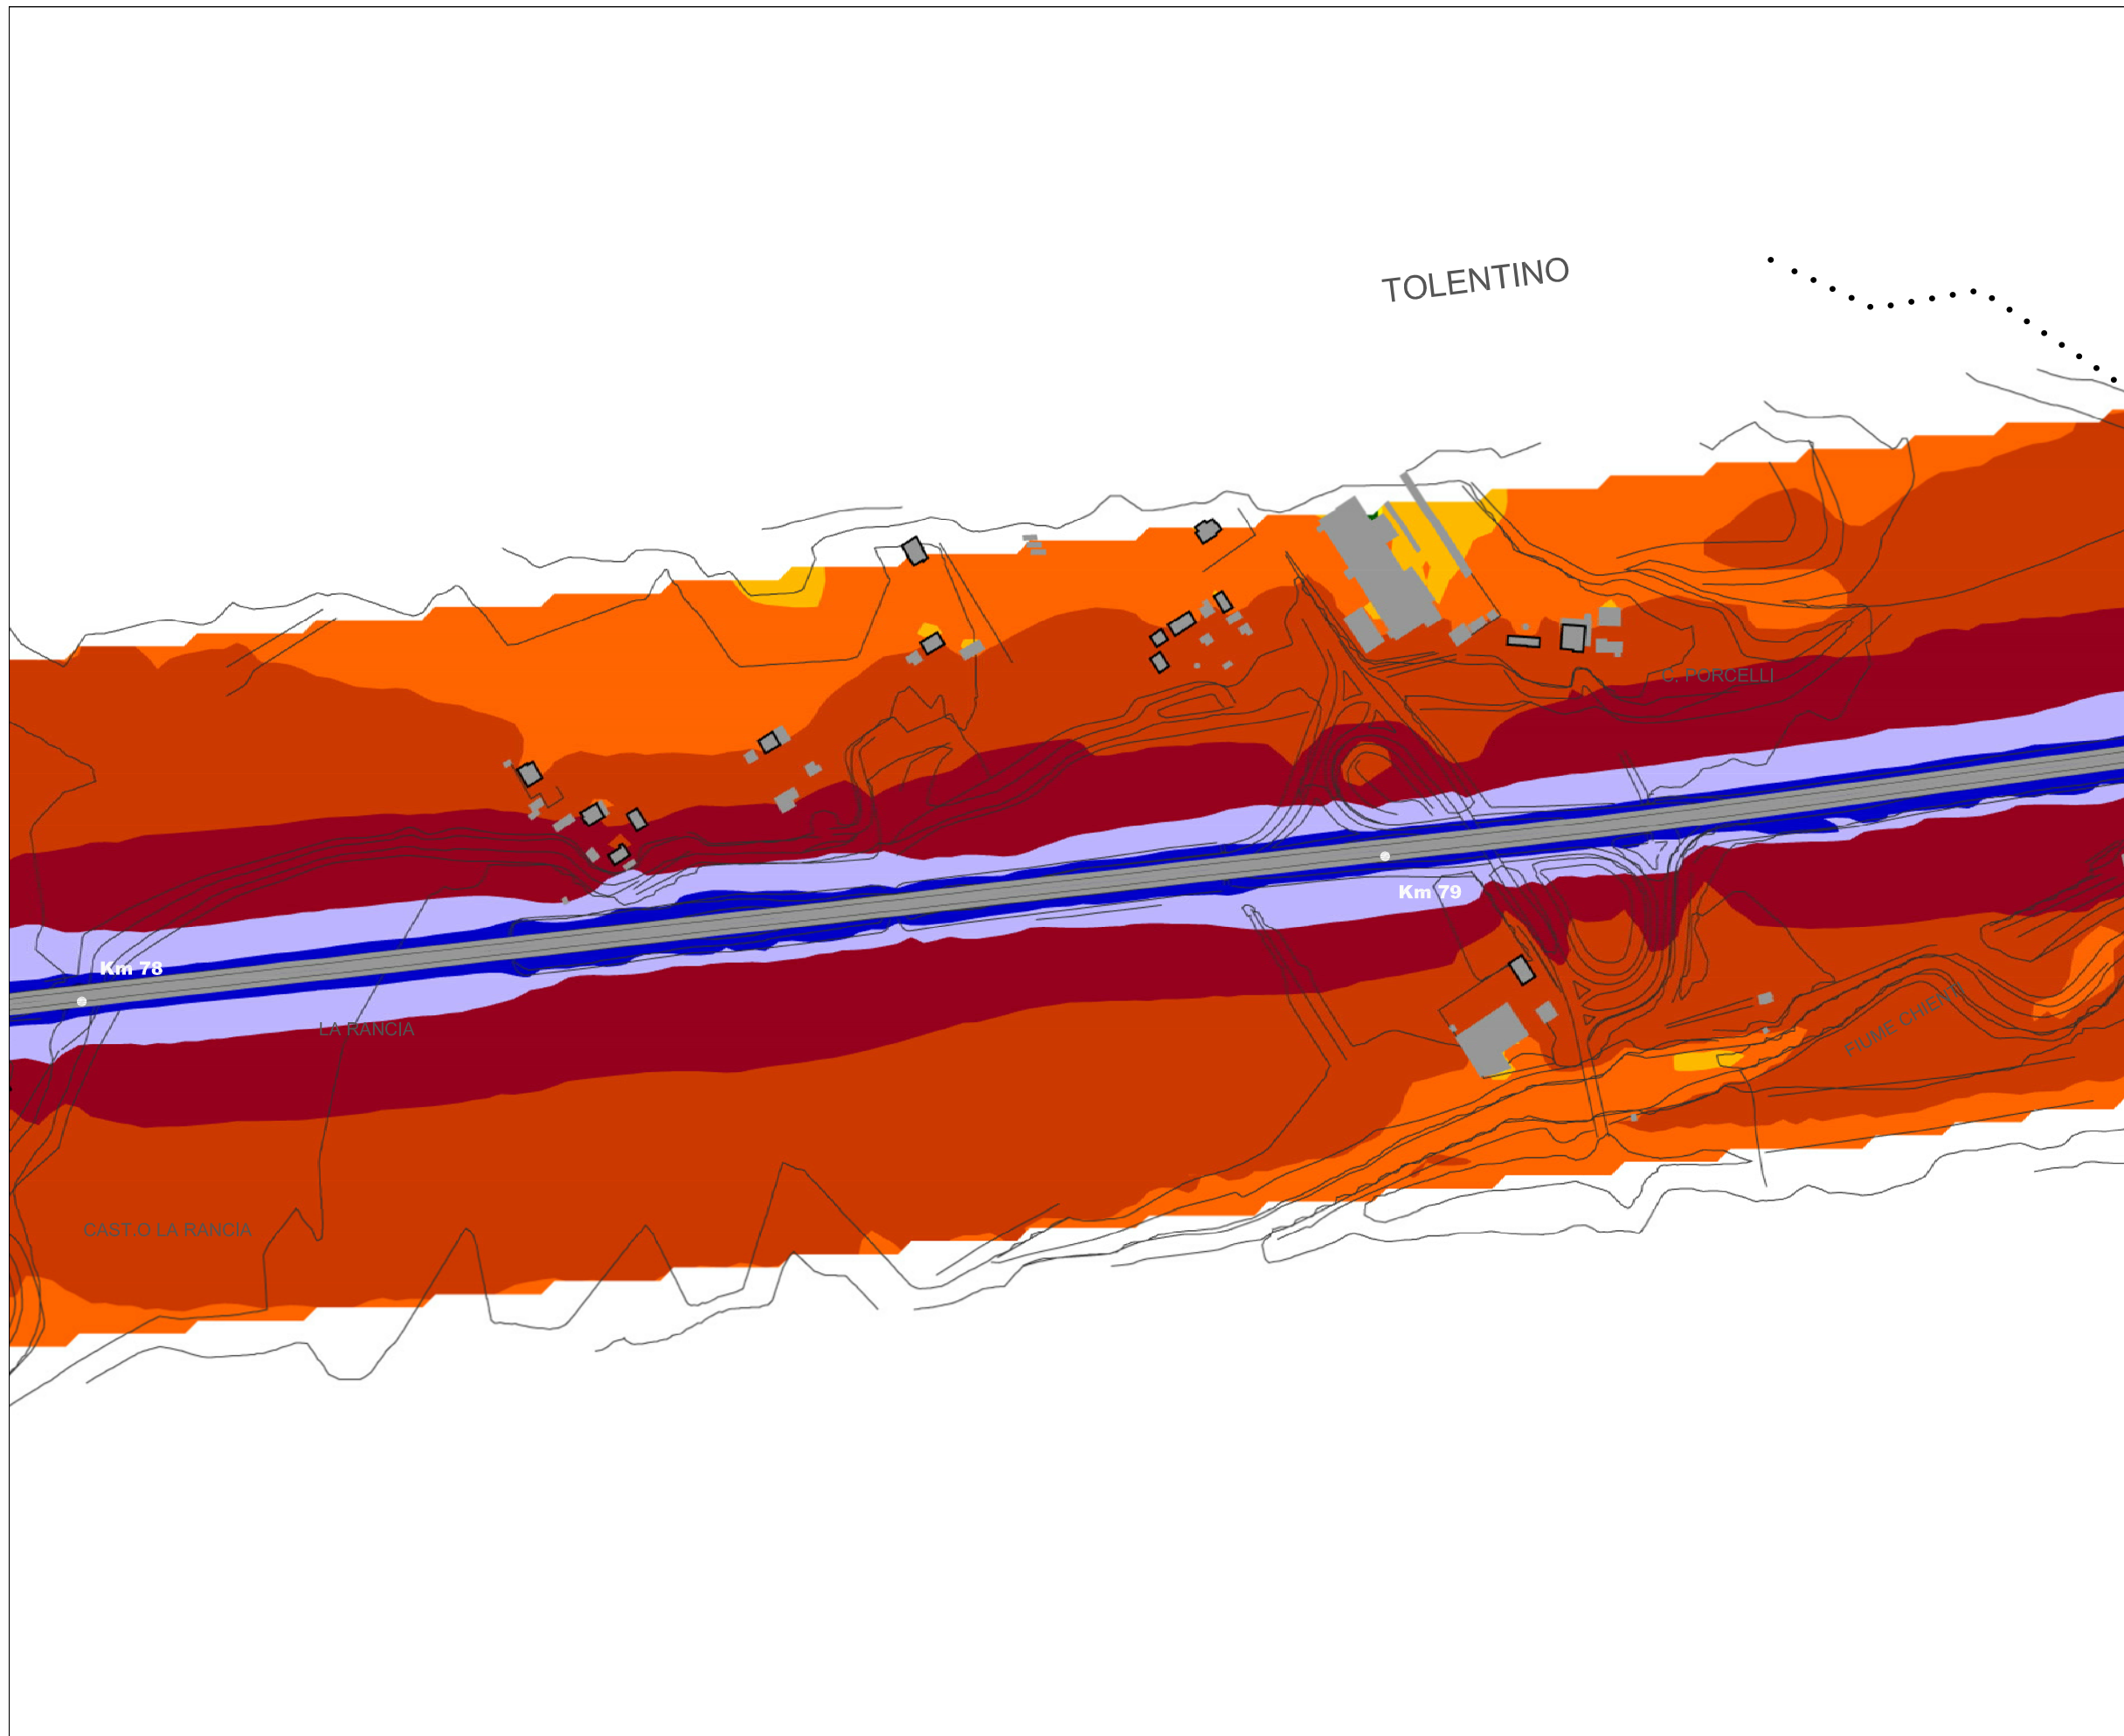 TOLENTINO
C. PORCELLI
Km 79
Km 78
FIUME CHIENTI
LA RANCIA
CAST.O LA RANCIA